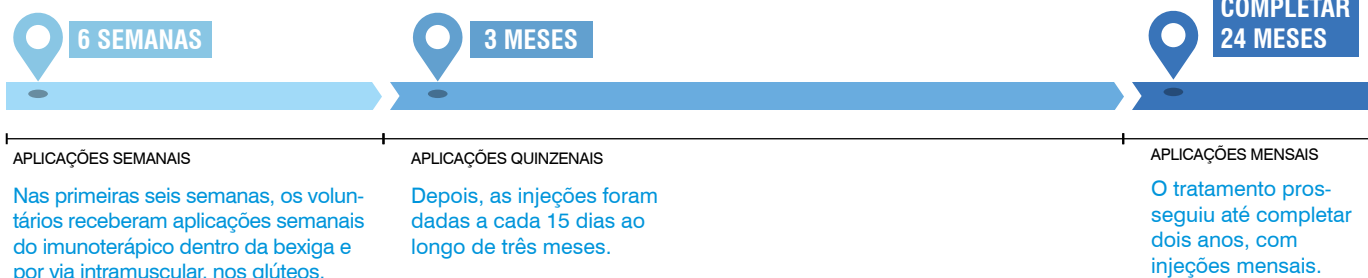 6 SEMANAS
3 MESES
COMPLETAR
24 MESES
APLICAÇÕES SEMANAIS
Nas primeiras seis semanas, os volun-
tários receberam aplicações semanais
do imunoterápico dentro da bexiga e
por via intramuscular, nos glúteos.
APLICAÇÕES QUINZENAIS
Depois, as injeções foram
dadas a cada 15 dias ao
longo de três meses.
APLICAÇÕES MENSAIS
O tratamento pros-
seguiu até completar
dois anos, com
injeções mensais.